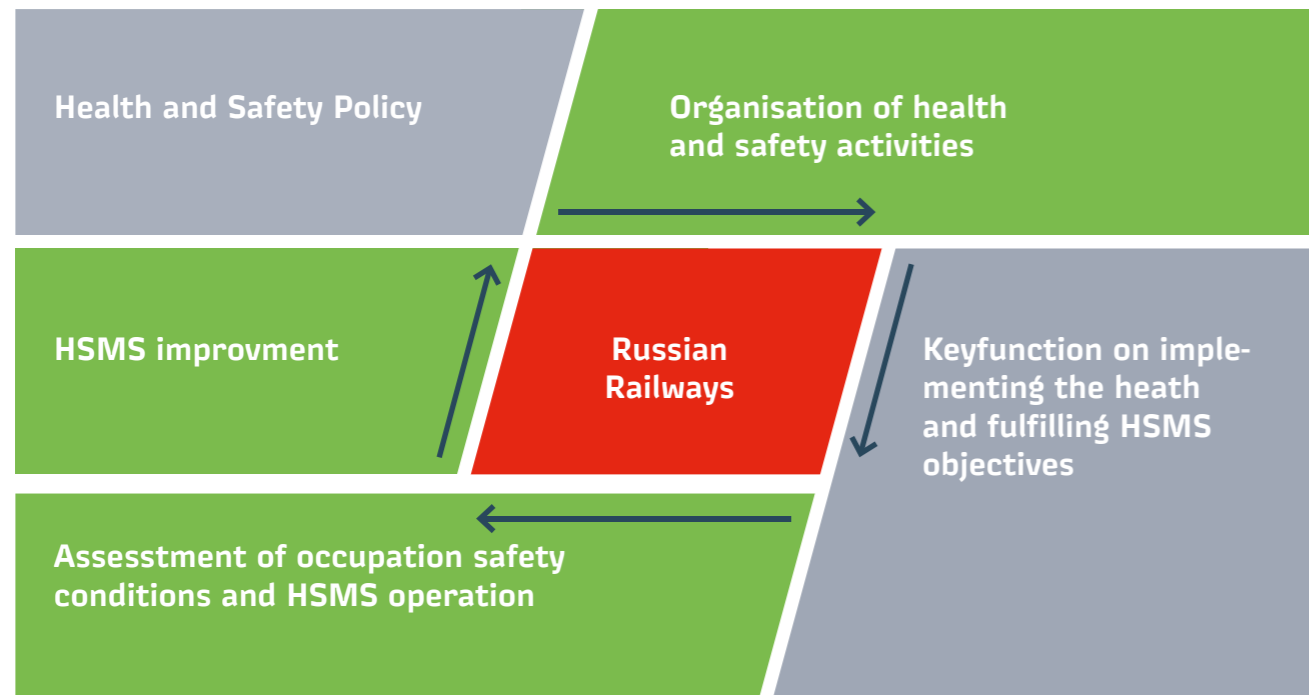 Health and Safety Policy
Organisation of health
and safety activities
HSMS improvment
Russian
Railways
Keyfunction on imple-
menting the heath
and fulfilling HSMS
objectives
Assesstment of occupation safety
conditions and HSMS operation